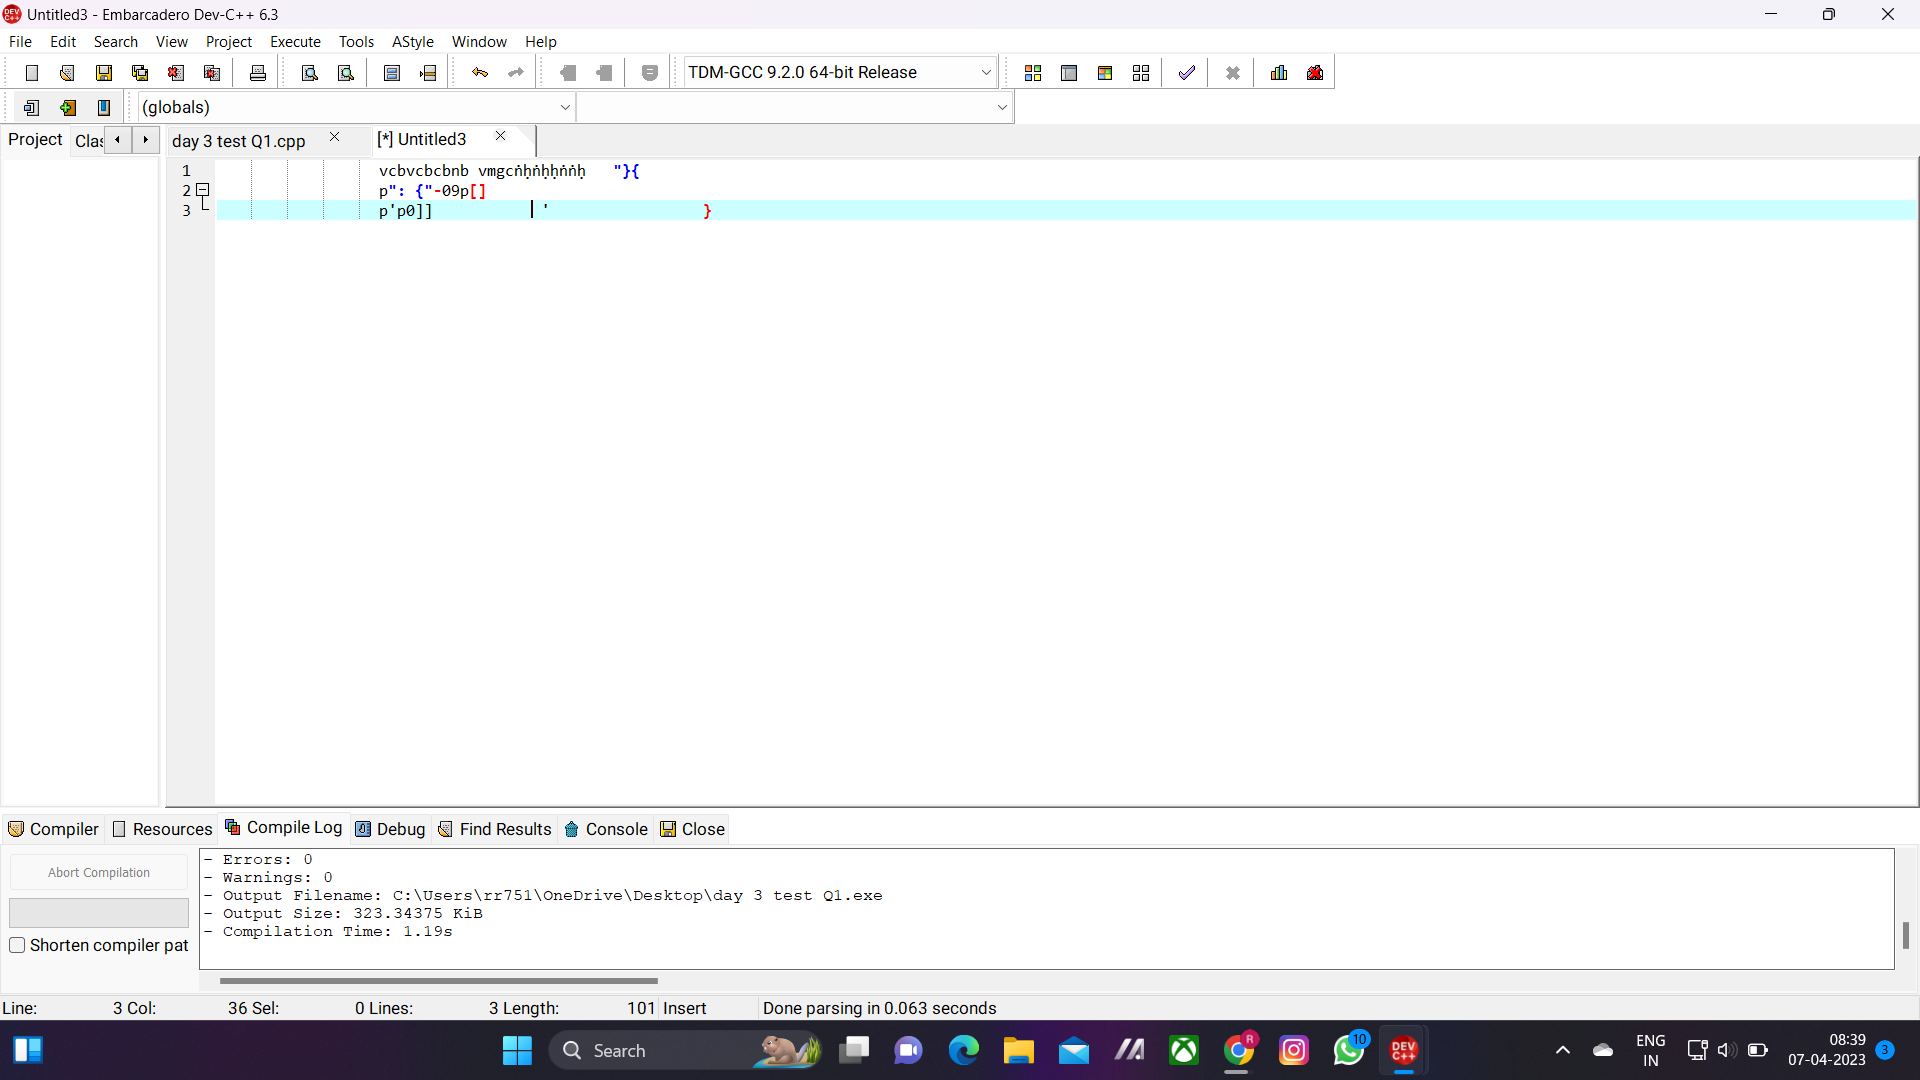 Untitled3 - Embarcadero Dev-C++ 6.3
File Edit Search View Project Execute Tools AStyle Window Help
TDM-GCC 9.2.0 64-bit Release
(globals)
Project Clas day 3 test Q1.cpp [*] Untitled3
1 vcbvcbcbnb vmgcṅḥṅḥḥṅṅḥ "}{
2 p": {"-09p[]
3 p'p0]] ' }
Compiler Resources Compile Log Debug Find Results Console Close
Abort Compilation
Shorten compiler pat
- Errors: 0
- Warnings: 0
- Output Filename: C:\Users\rr751\OneDrive\Desktop\day 3 test Q1.exe
- Output Size: 323.34375 KiB
- Compilation Time: 1.19s
Line: 3 Col: 36 Sel: 0 Lines: 3 Length: 101 Insert Done parsing in 0.063 seconds
Search
R
10
DEV C++
ENG
IN
08:39
07-04-2023
3